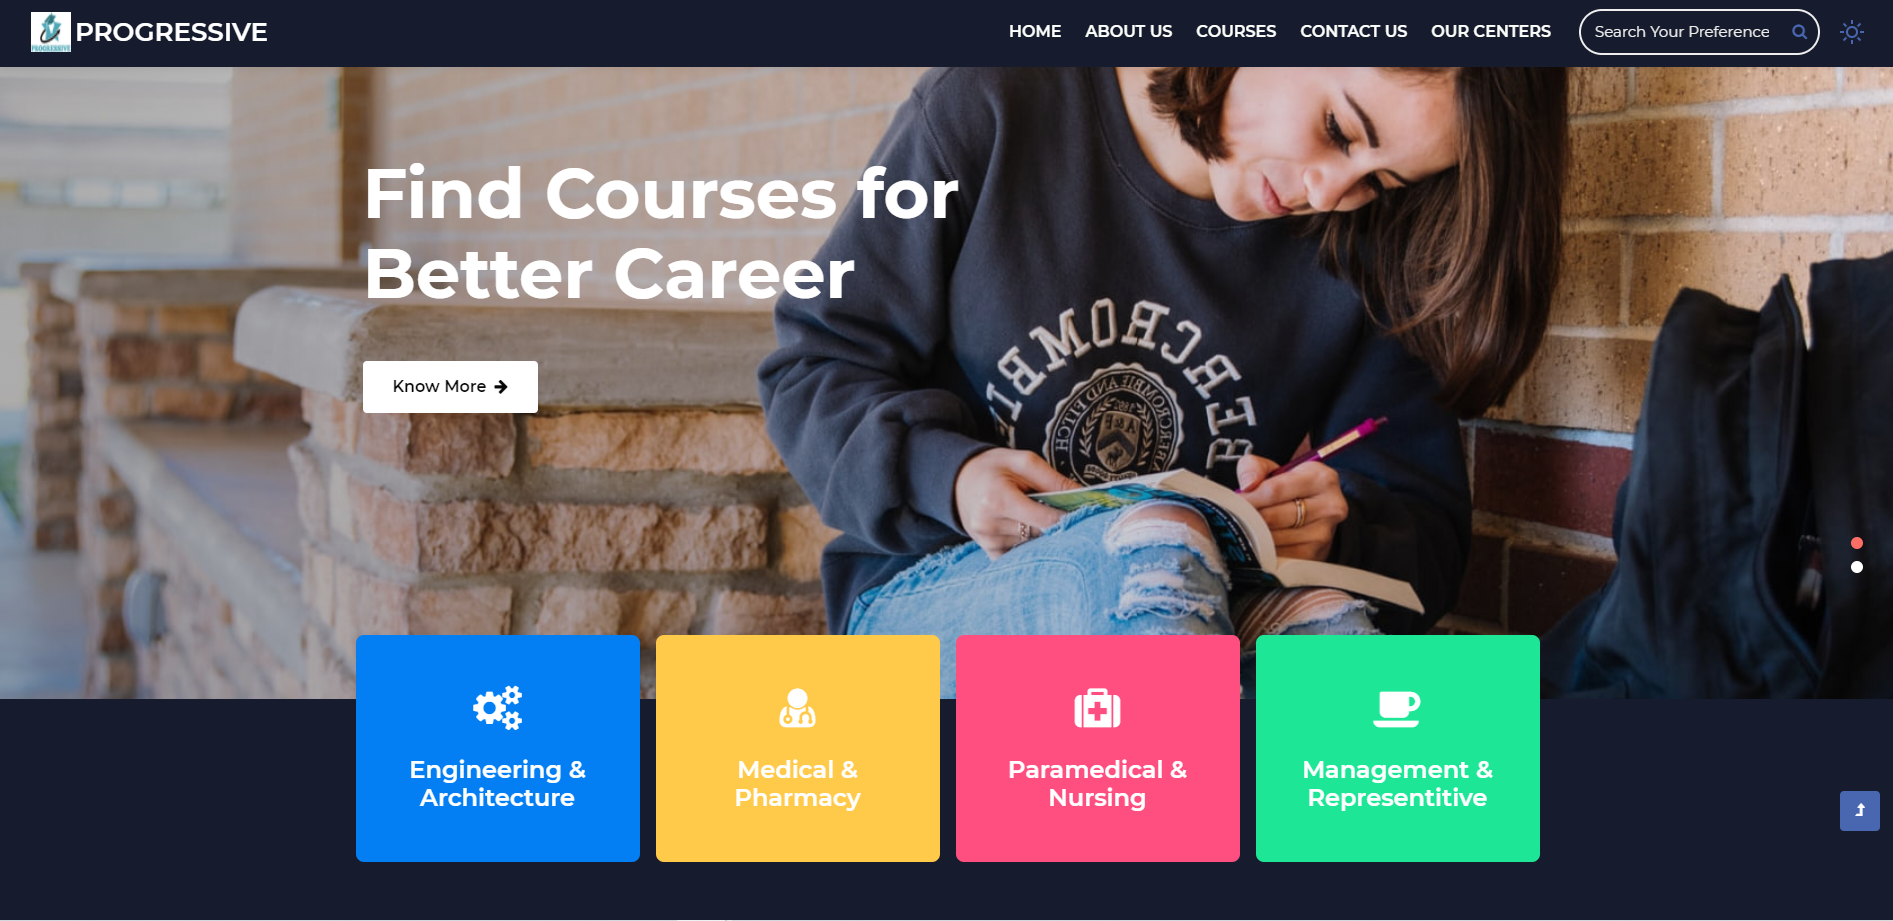 PROGRESSIVE
PROGRESSIVE
HOME ABOUT US COURSES CONTACT US OUR CENTERS Search Your Preference
Find Courses for
Better Career
Know More
Engineering &
Architecture
Medical &
Pharmacy
Paramedical &
Nursing
Management &
Representitive